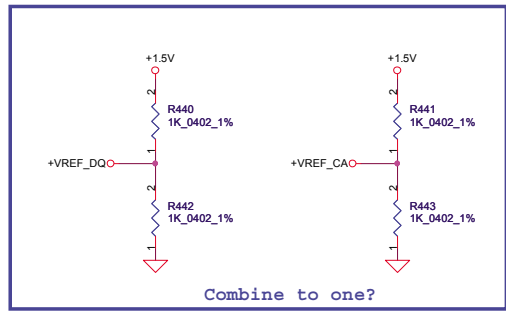 +1.5V
2
R440
1K_0402_1%
1
+VREF_DQ
2
R442
1K_0402_1%
1
+1.5V
2
R441
1K_0402_1%
1
+VREF_CA
2
R443
1K_0402_1%
1
Combine to one?